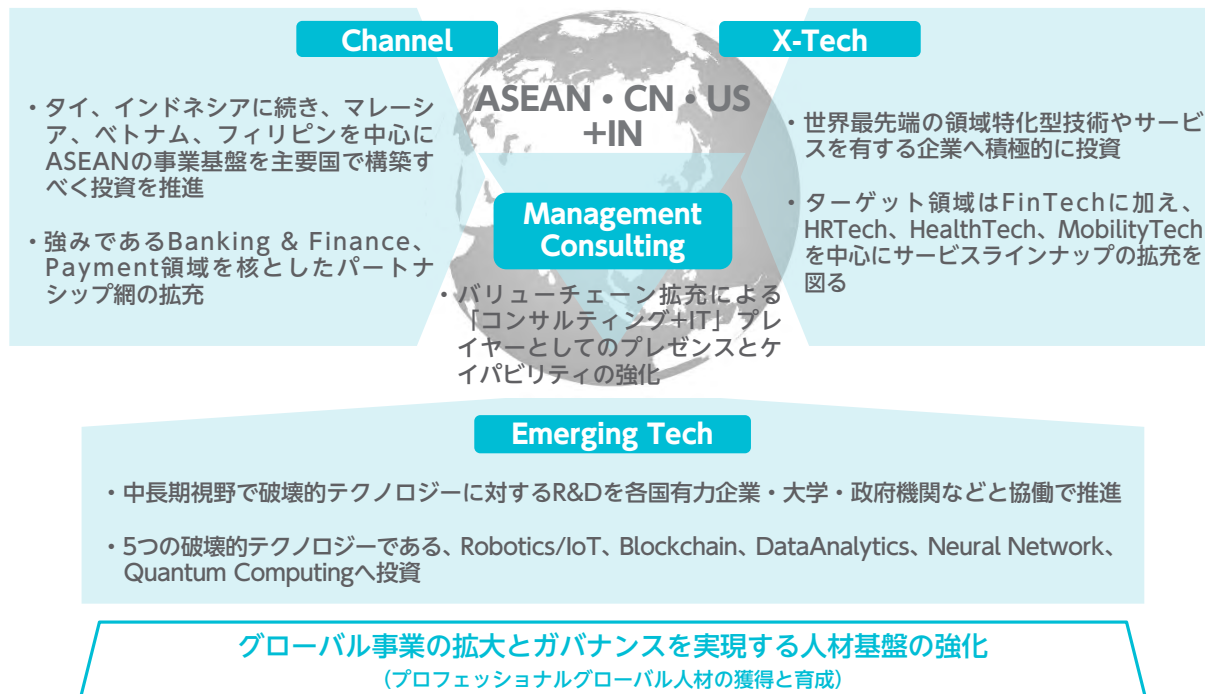 Channel
・タイ、インドネシアに続き、マレーシ
ア、ベトナム、フィリピンを中心に
ASEANの事業基盤を主要国で構築す
べく投資を推進
・強みであるBanking & Finance、
Payment領域を核としたパートナ
シップ網の拡充
ASEAN・CN・US
+IN
Management
Consulting
・バリューチェーン拡充による
「コンサルティング+IT」プレ
イヤーとしてのプレゼンスとケ
イパビリティの強化
X-Tech
・世界最先端の領域特化型技術やサービ
スを有する企業へ積極的に投資
・ターゲット領域はFinTechに加え、
HRTech、HealthTech、MobilityTech
を中心にサービスラインナップの拡充を
図る
Emerging Tech
・中長期視野で破壊的テクノロジーに対するR&Dを各国有力企業・大学・政府機関などと協働で推進
・5つの破壊的テクノロジーである、Robotics/IoT、Blockchain、DataAnalytics、Neural Network、
Quantum Computingへ投資
グローバル事業の拡大とガバナンスを実現する人材基盤の強化
(プロフェッショナルグローバル人材の獲得と育成)